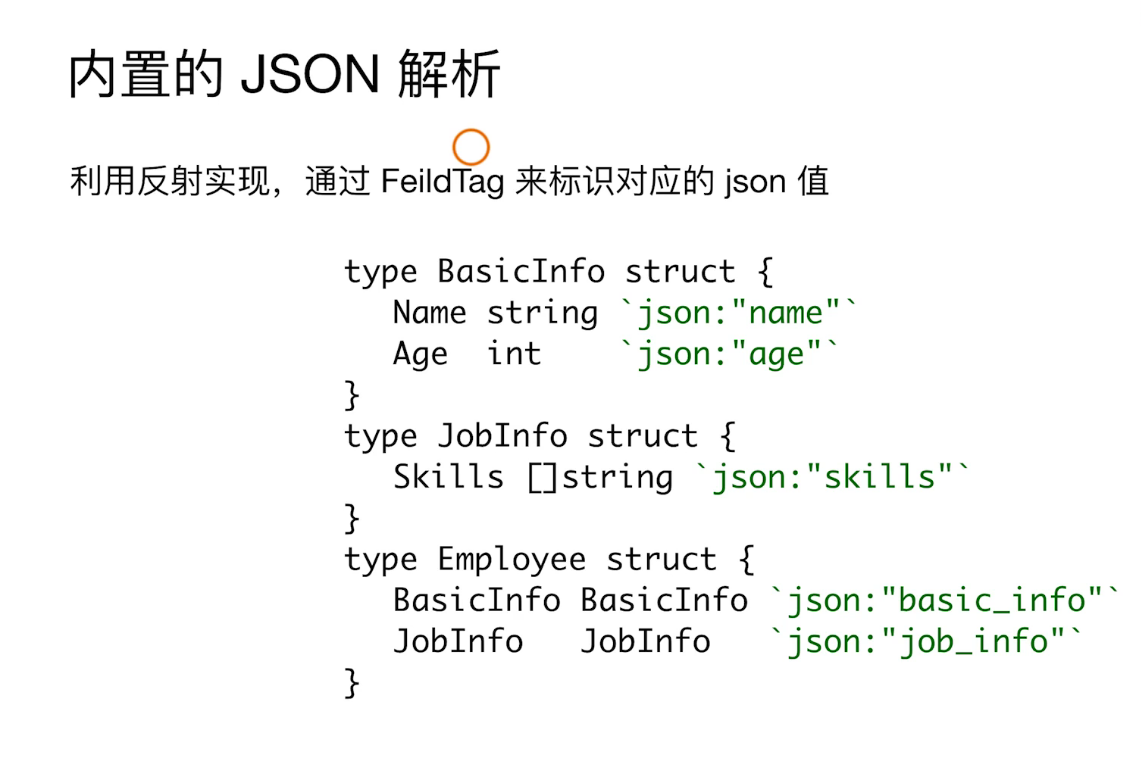 内置的 JSON 解析
利用反射实现，通过 FeildTag 来标识对应的 json 值
type BasicInfo struct {
Name string `json:"name"`
Age int `json:"age"`
}
type JobInfo struct {
Skills []string `json:"skills"`
}
type Employee struct {
BasicInfo BasicInfo `json:"basic_info"`
JobInfo JobInfo `json:"job_info"`
}